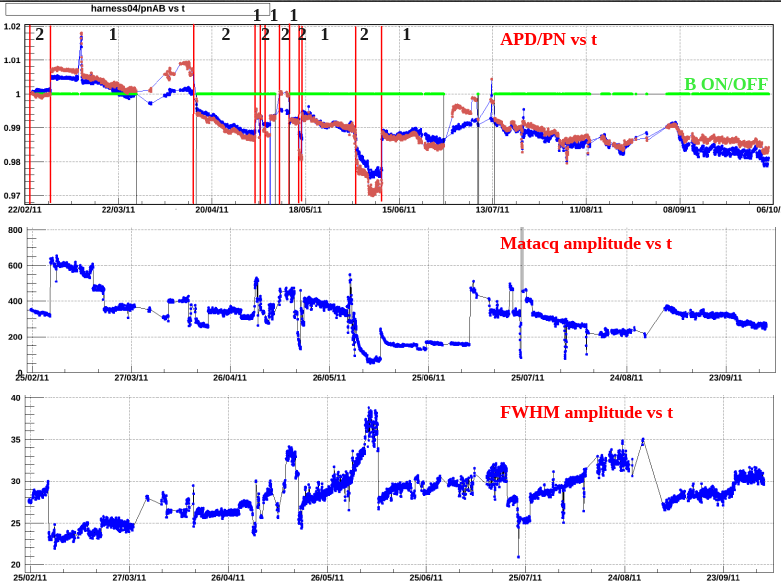 harness04/pnAB vs t
1 1 1
2 1 2 2 2 2 1 2 1
APD/PN vs t
B ON/OFF
1.02
1.01
1
0.99
0.98
0.97
22/02/11 22/03/11 20/04/11 18/05/11 15/06/11 13/07/11 11/08/11 08/09/11 06/10/
Matacq amplitude vs t
800
600
400
200
0
25/02/11 27/03/11 26/04/11 26/05/11 25/06/11 25/07/11 24/08/11 23/09/11
FWHM amplitude vs t
40
35
30
25
20
25/02/11 27/03/11 26/04/11 26/05/11 25/06/11 25/07/11 24/08/11 23/09/11